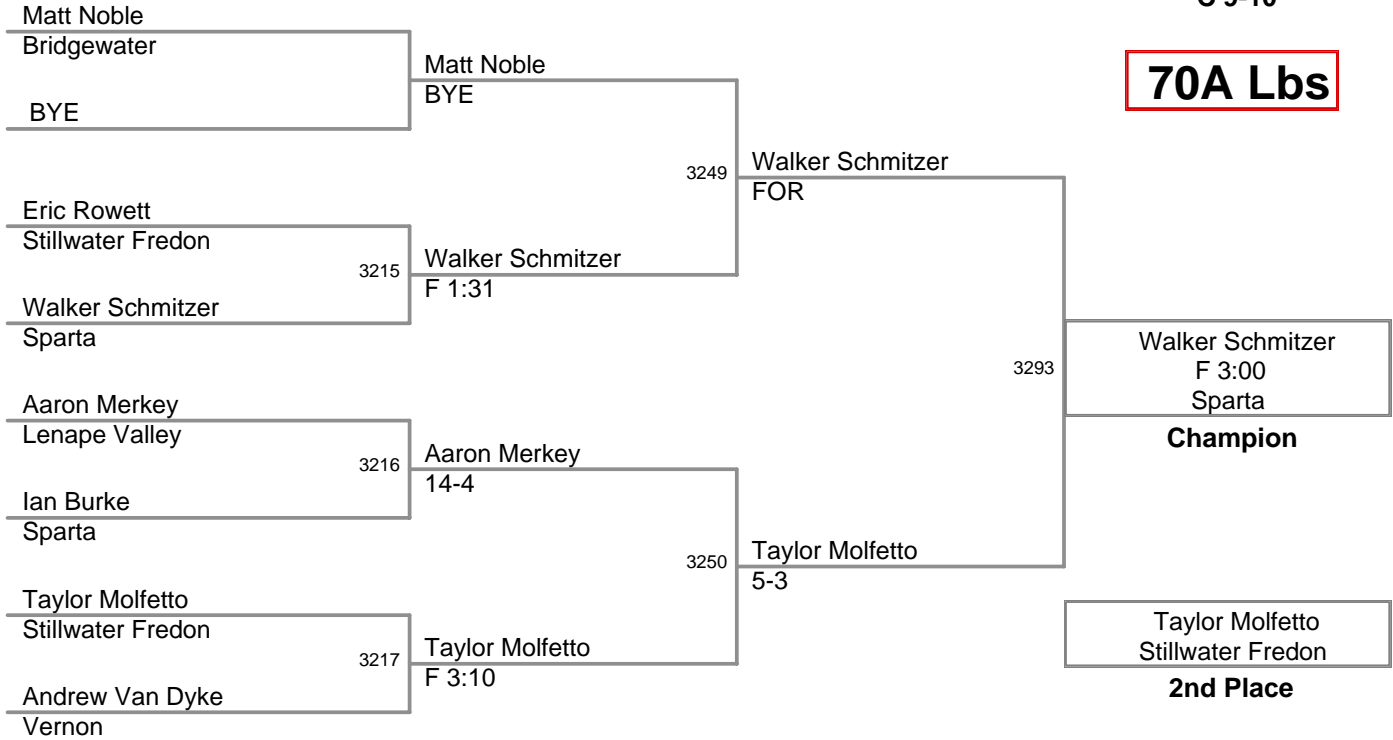 Matt Noble
Bridgewater
BYE
Eric Rowett
Stillwater Fredon
3215
Walker Schmitzer
Sparta
Aaron Merkey
Lenape Valley
3216
Ian Burke
Sparta
Taylor Molfetto
Stillwater Fredon
3217
Andrew Van Dyke
Vernon
Matt Noble
BYE
3249
Walker Schmitzer
F 1:31
Aaron Merkey
14-4
3250
Taylor Molfetto
F 3:10
Walker Schmitzer
FOR
3293
Taylor Molfetto
5-3
70A Lbs
Walker Schmitzer
F 3:00
Sparta
Champion
Taylor Molfetto
Stillwater Fredon
2nd Place